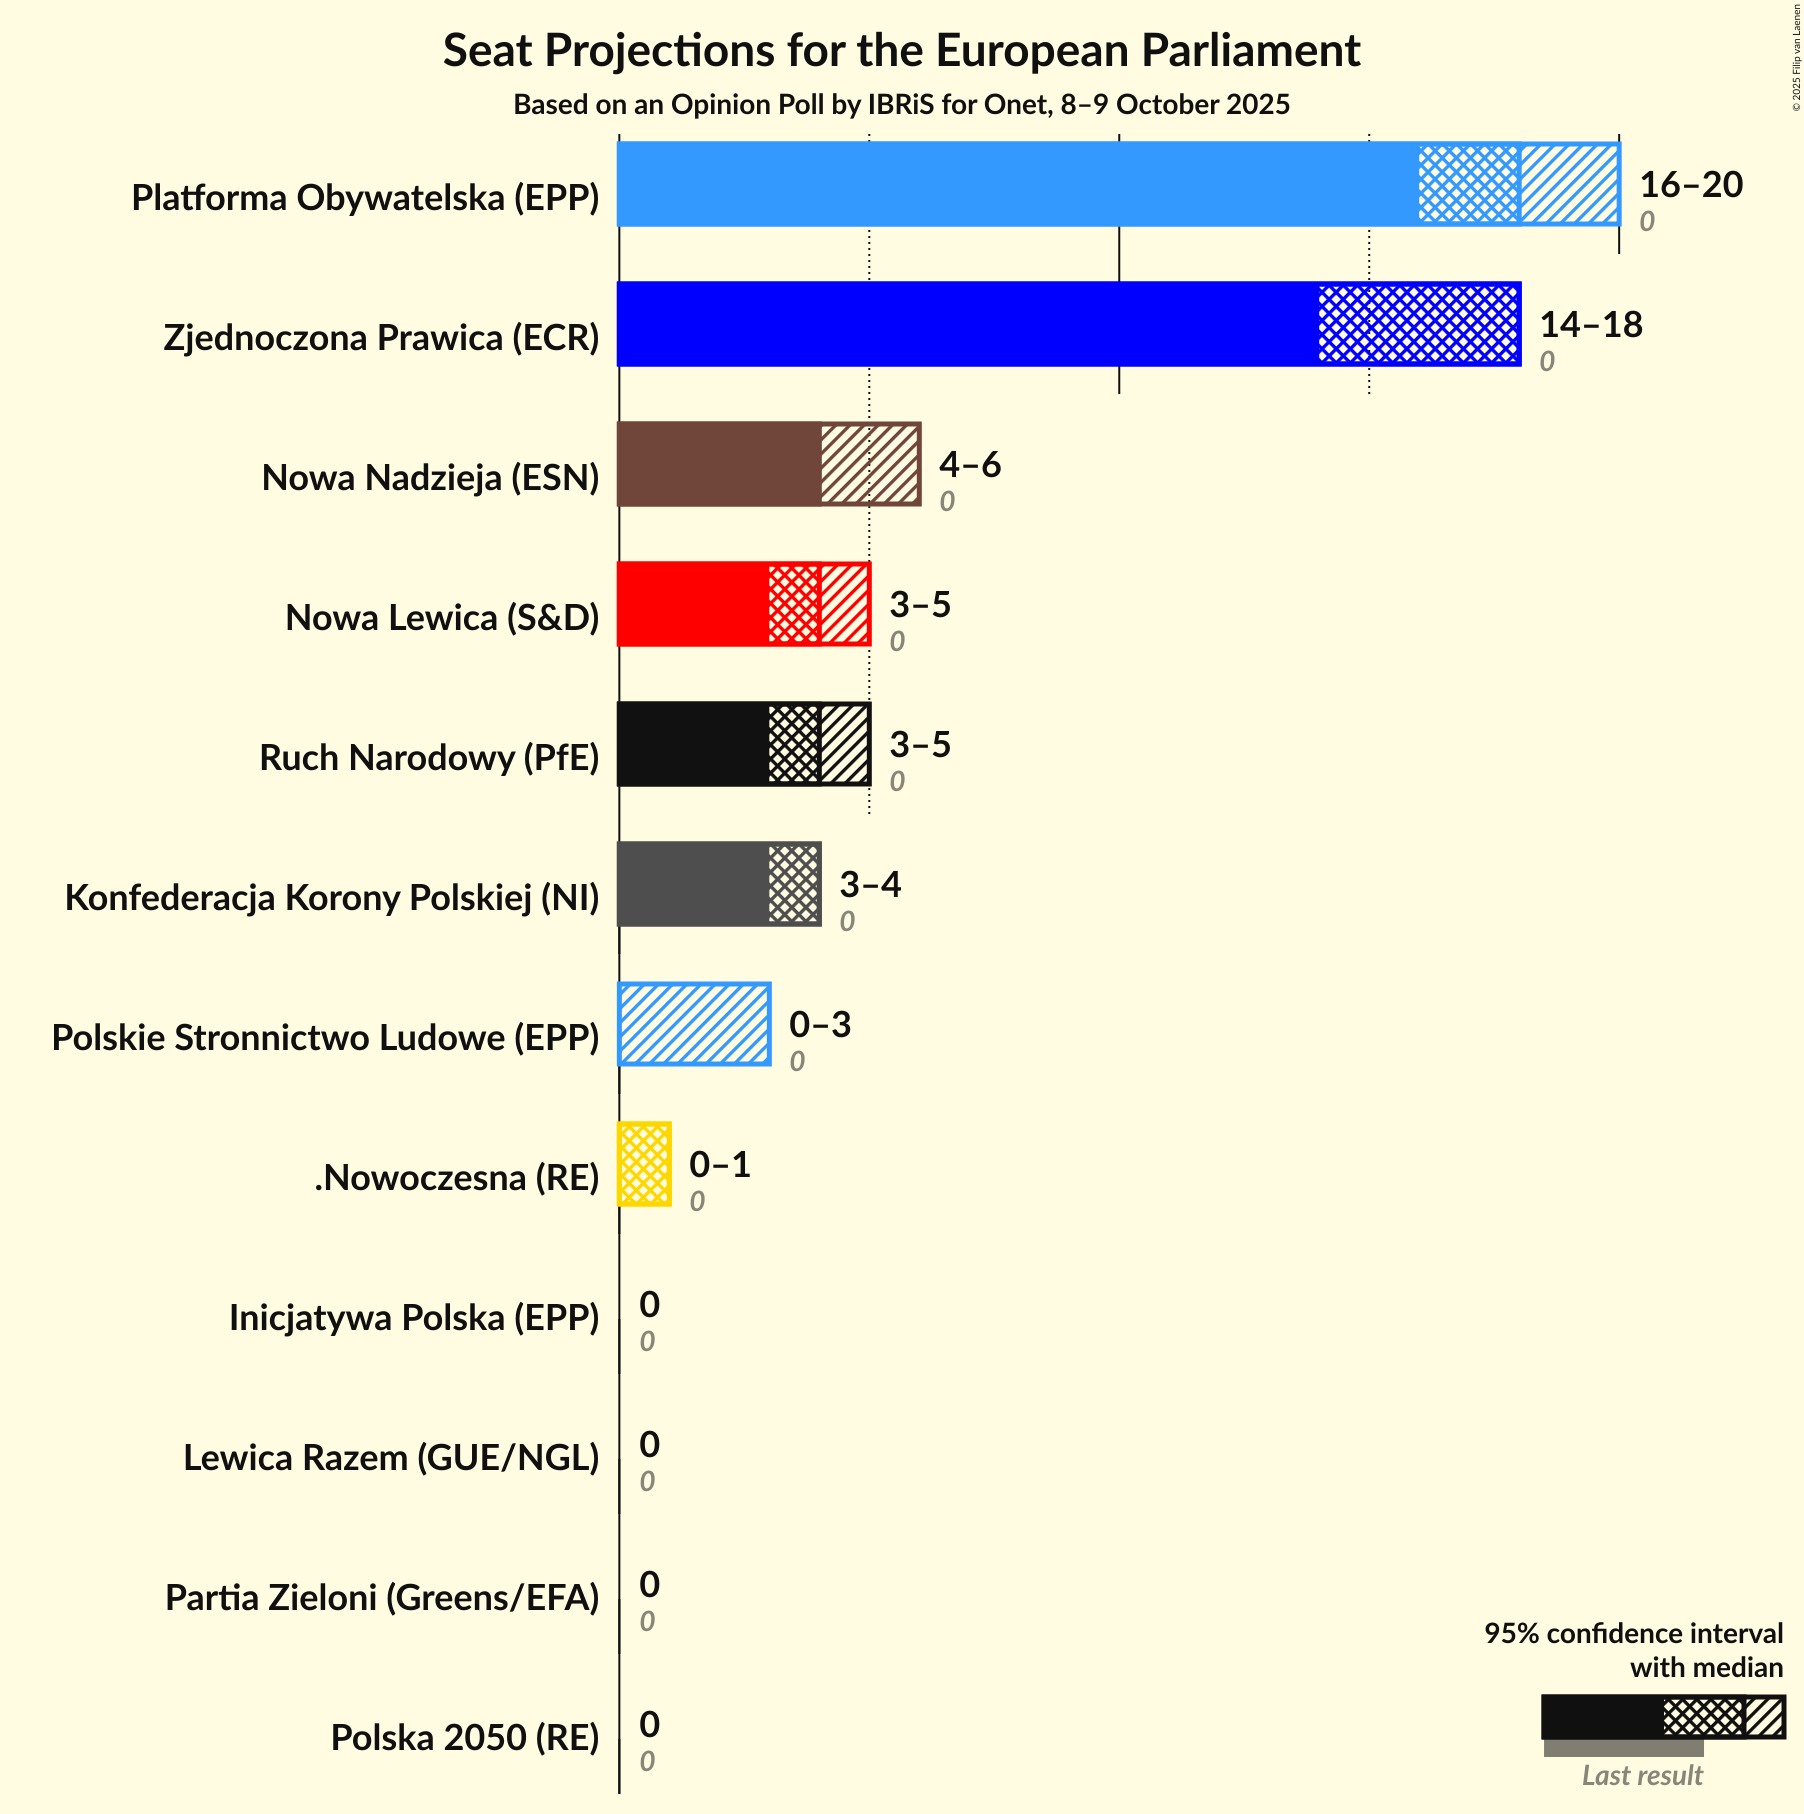 Seat Projections for the European Parliament
Based on an Opinion Poll by IBRiS for Onet, 8–9 October 2025
© 2025 Filip van Laenen
Platforma Obywatelska (EPP)
16–20
0
Zjednoczona Prawica (ECR)
14–18
0
Nowa Nadzieja (ESN)
4–6
0
Nowa Lewica (S&D)
3–5
0
Ruch Narodowy (PfE)
3–5
0
Konfederacja Korony Polskiej (NI)
3–4
0
Polskie Stronnictwo Ludowe (EPP)
0–3
0
.Nowoczesna (RE)
0–1
0
Inicjatywa Polska (EPP)
0
0
Lewica Razem (GUE/NGL)
0
0
Partia Zieloni (Greens/EFA)
0
0
Polska 2050 (RE)
0
0
95% confidence interval
with median
Last result